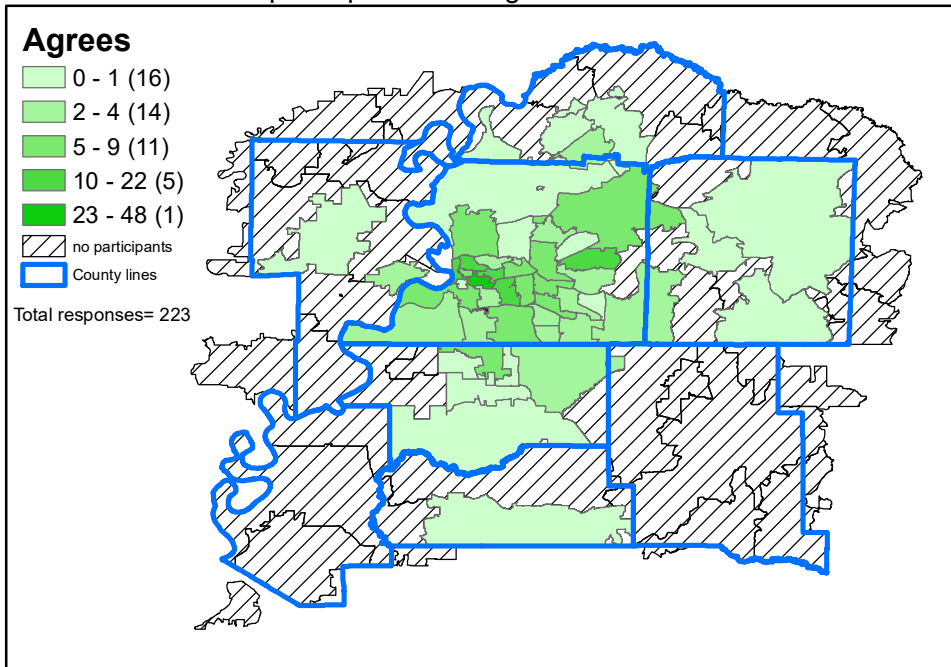 Agrees
0 - 1 (16)
2 - 4 (14)
5 - 9 (11)
10 - 22 (5)
23 - 48 (1)
no participants
County lines
Total responses= 223